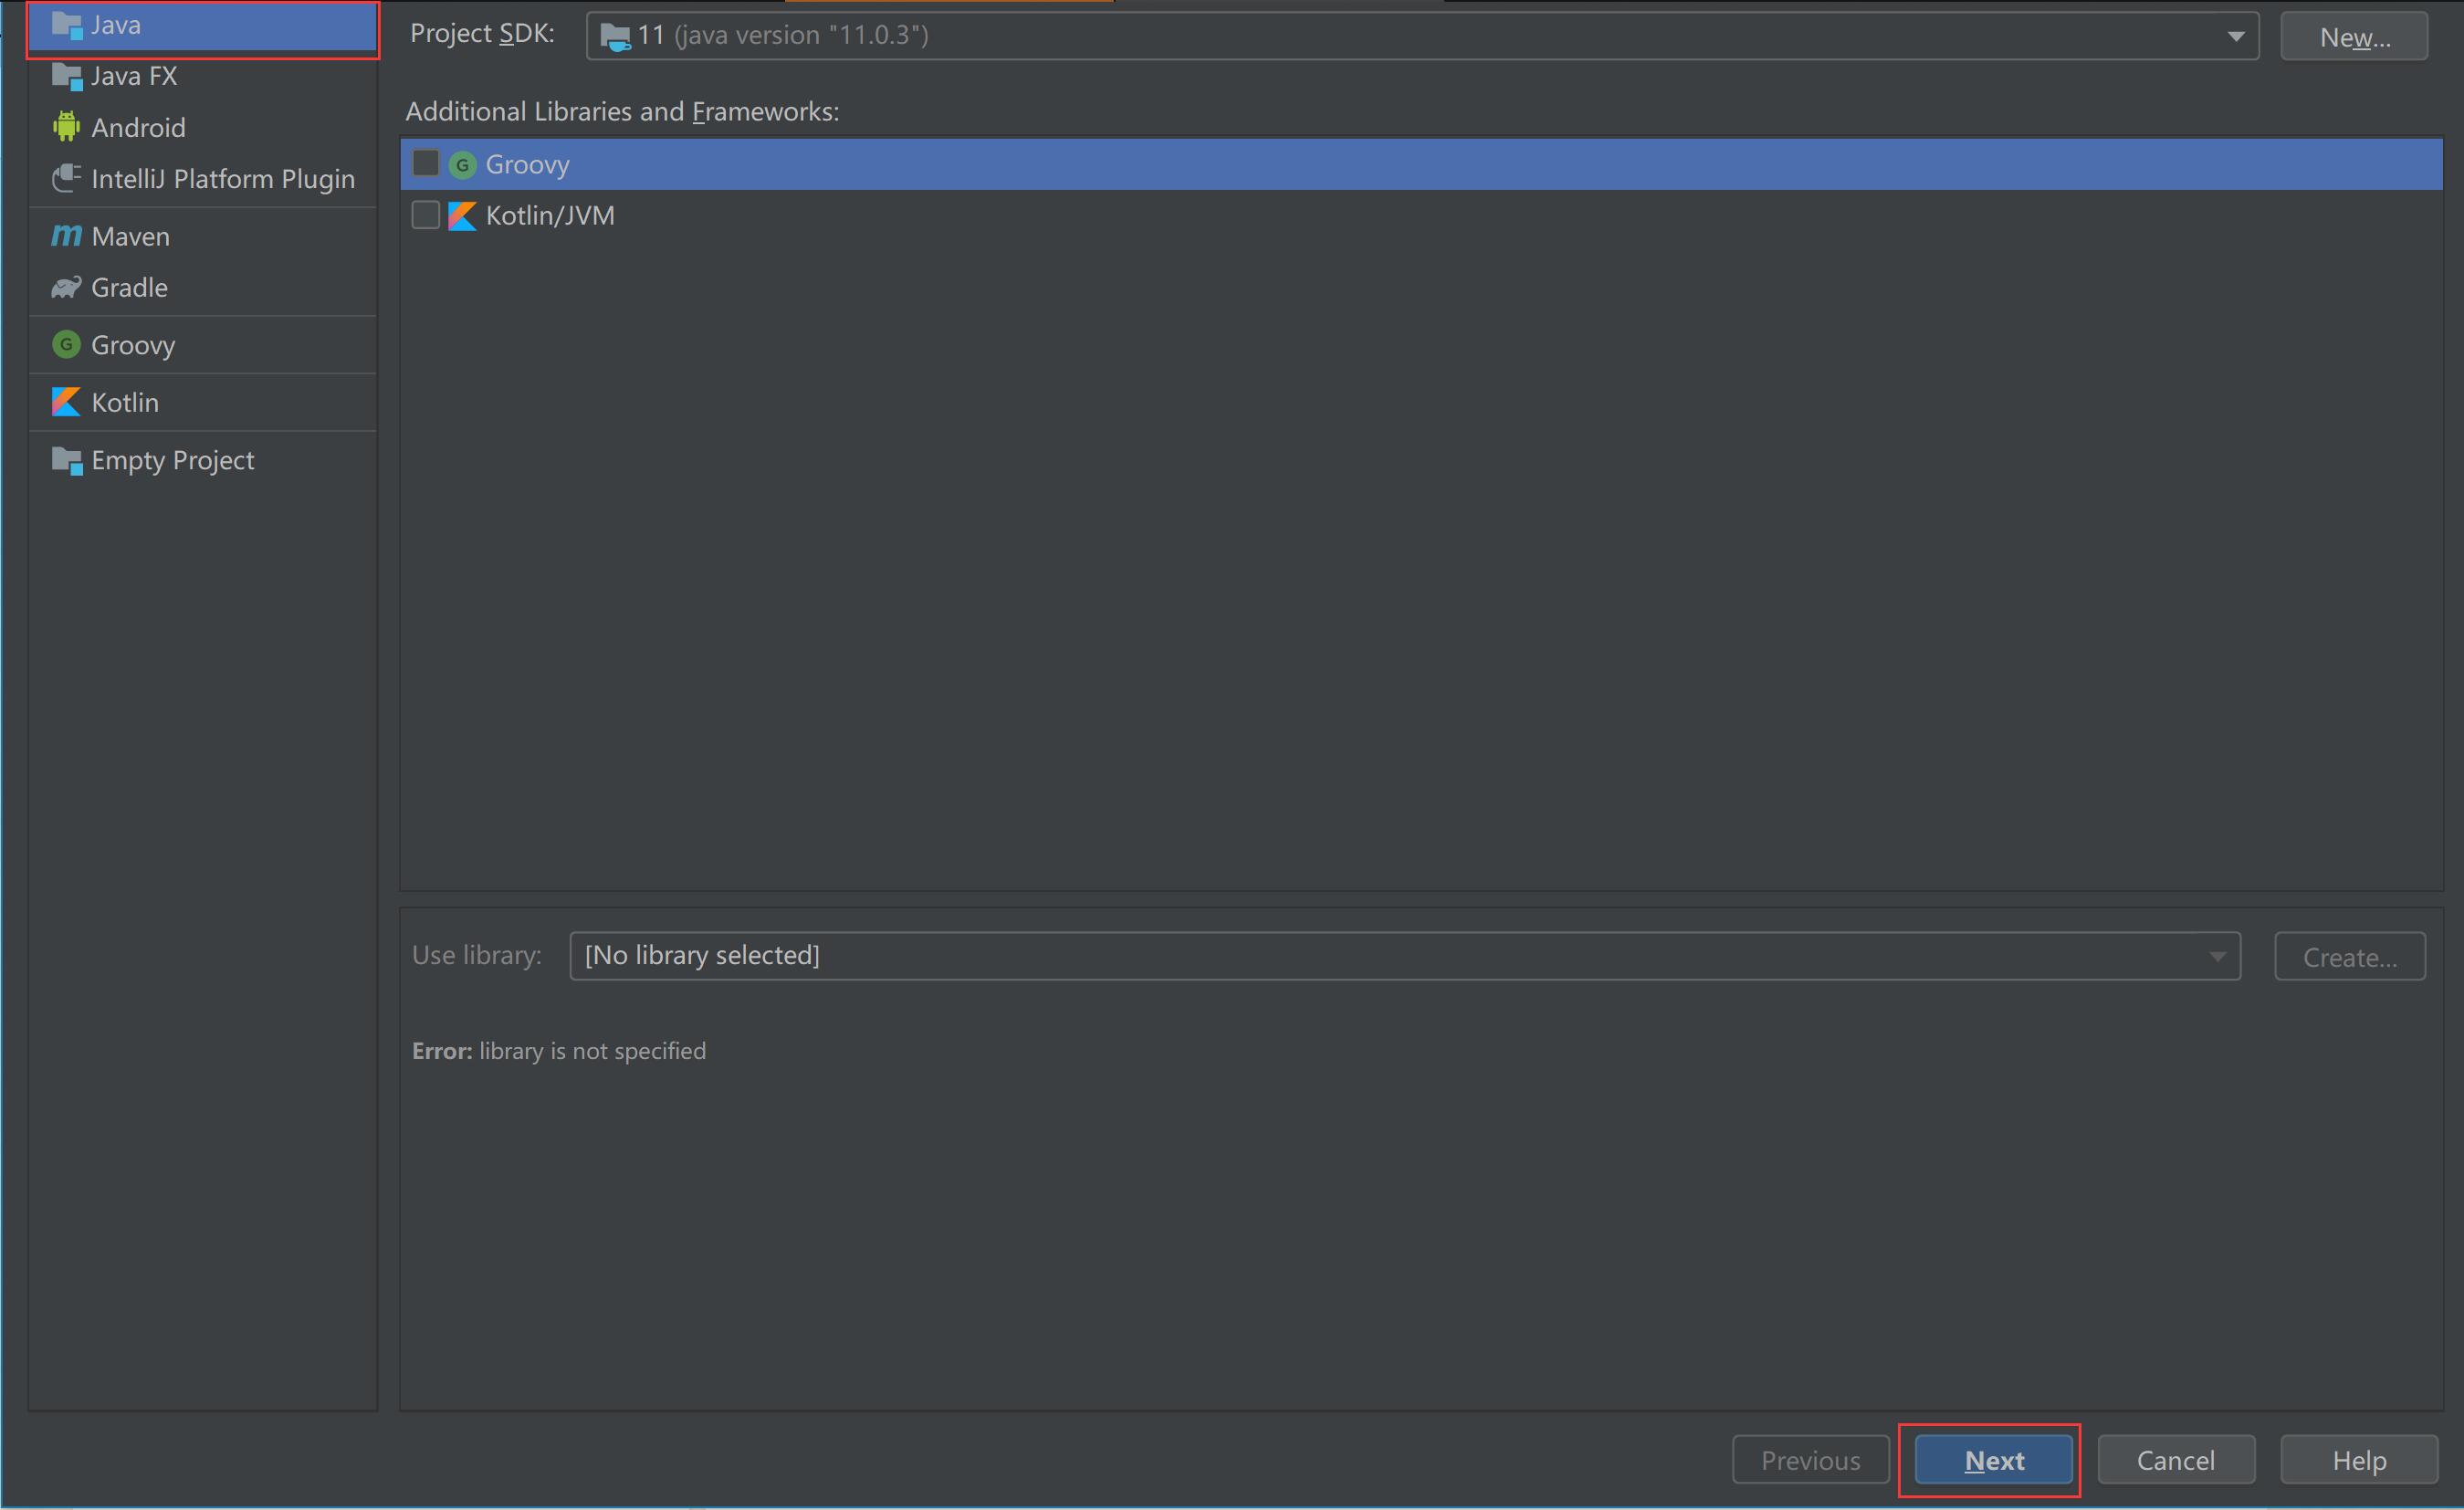 Java
Java FX
Android
IntelliJ Platform Plugin
Maven
Gradle
Groovy
Kotlin
Empty Project
Project SDK: 11 (java version "11.0.3") New...
Additional Libraries and Frameworks:
Groovy
Kotlin/JVM
Use library: [No library selected] Create...
Error: library is not specified
Previous Next Cancel Help